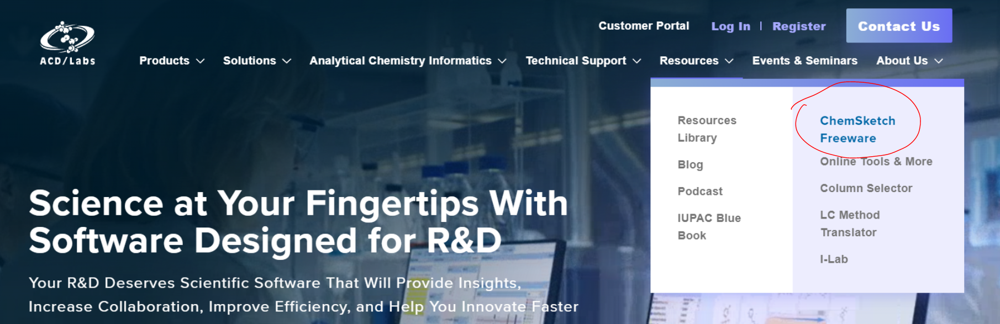 Customer Portal
Log In | Register
Contact Us
ACD/Labs
Products
Solutions
Analytical Chemistry Informatics
Technical Support
Resources
Events & Seminars
About Us
Resources
Library
Blog
Podcast
IUPAC Blue
Book
ChemSketch
Freeware
Online Tools & More
Column Selector
LC Method
Translator
I-Lab
Science at Your Fingertips With
Software Designed for R&D
Your R&D Deserves Scientific Software That Will Provide Insights,
Increase Collaboration, Improve Efficiency, and Help You Innovate Faster